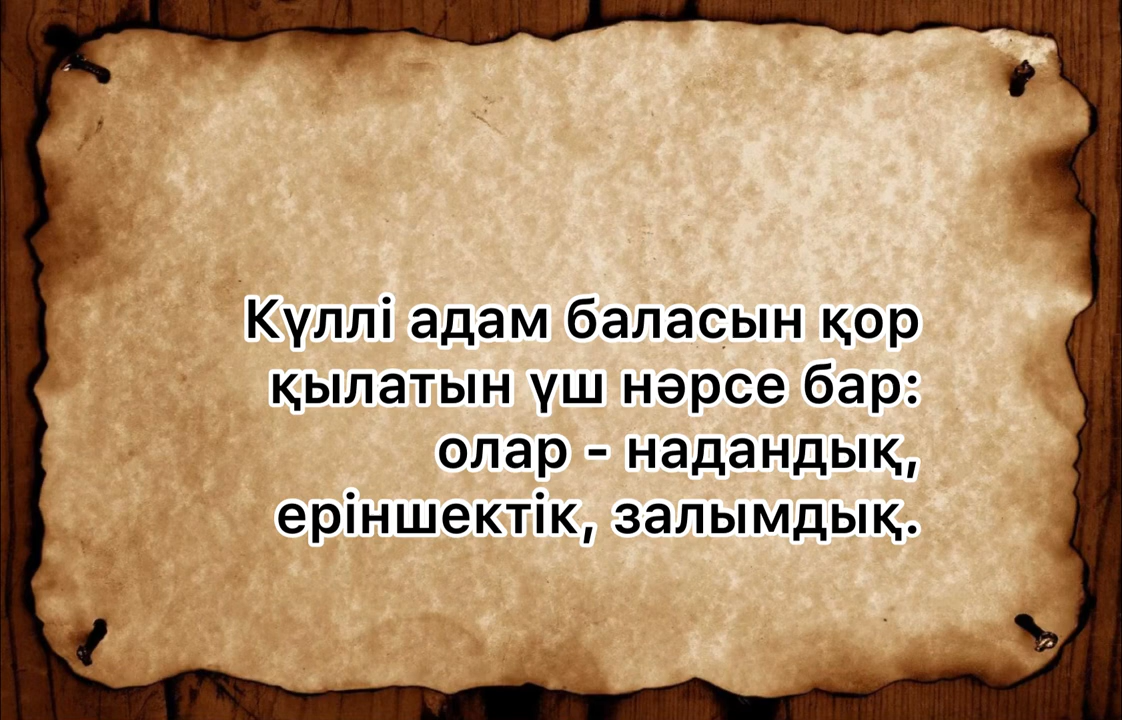 Күллі адам баласын қор
қылатын үш нәрсе бар:
олар - надандық,
еріншектік, залымдық.